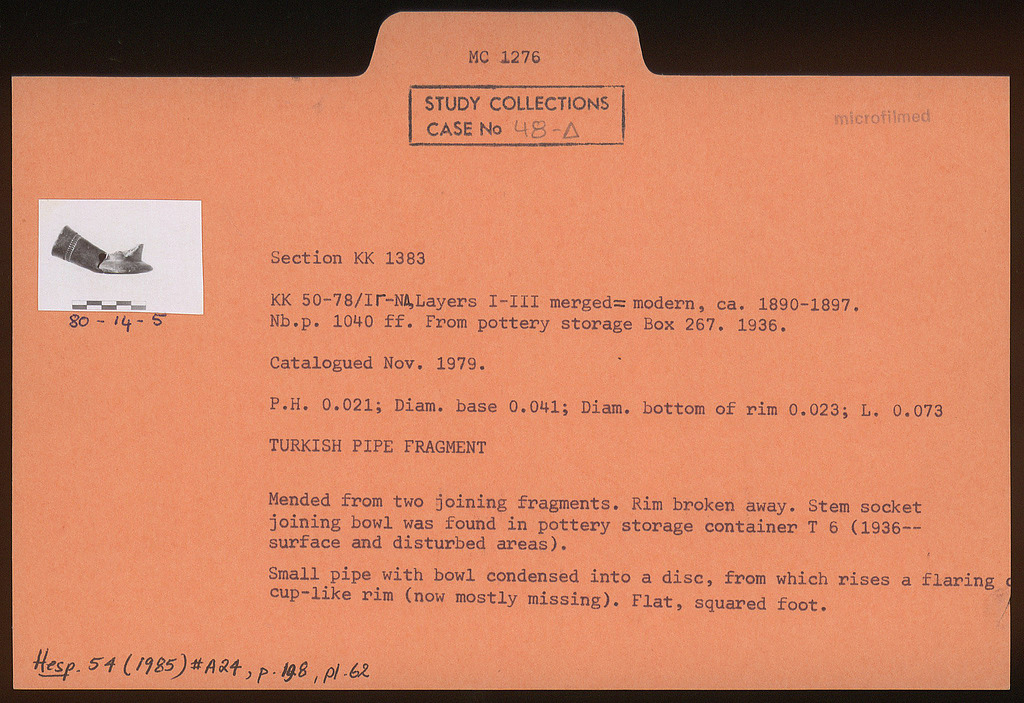 MC 1276
STUDY COLLECTIONS
CASE No 48-Δ
microfilmed
80-14-5
Section KK 1383
KK 50-78/IΓ-NA, Layers I-III merged= modern, ca. 1890-1897.
Nb.p. 1040 ff. From pottery storage Box 267. 1936.
Catalogued Nov. 1979.
P.H. 0.021; Diam. base 0.041; Diam. bottom of rim 0.023; L. 0.073
TURKISH PIPE FRAGMENT
Mended from two joining fragments. Rim broken away. Stem socket
joining bowl was found in pottery storage container T 6 (1936--
surface and disturbed areas).
Small pipe with bowl condensed into a disc, from which rises a flaring
cup-like rim (now mostly missing). Flat, squared foot.
Hesp. 54 (1985) #A24, p. , pl. 62